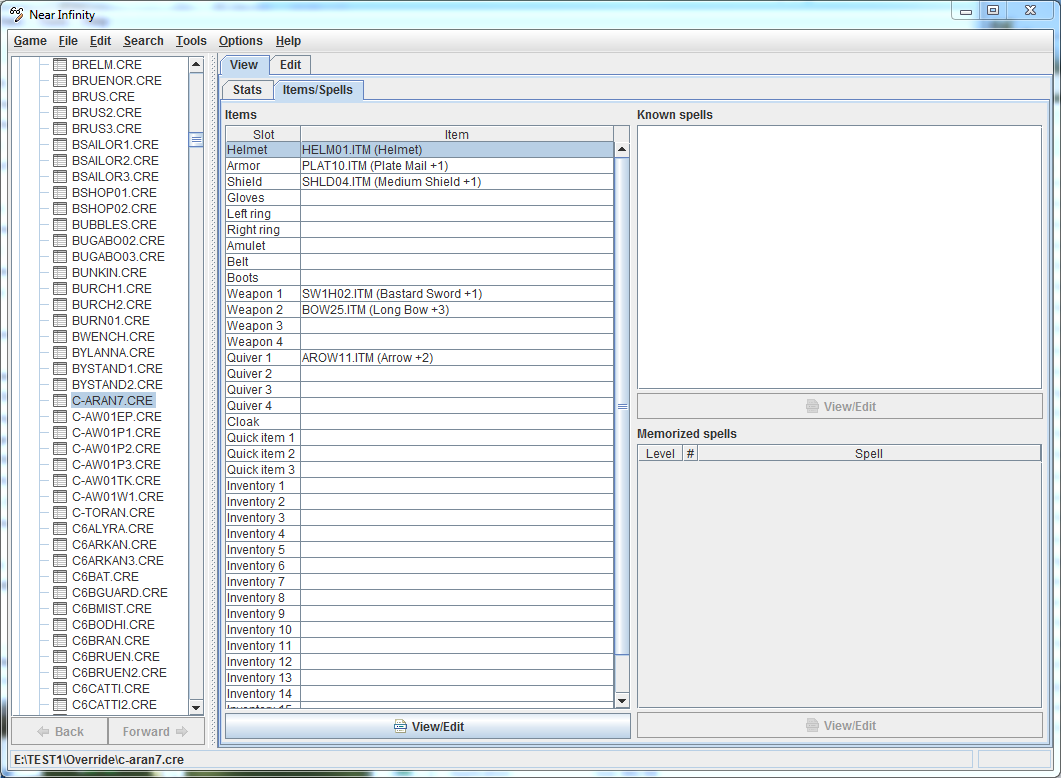 Near Infinity
Game File Edit Search Tools Options Help
BRELM.CRE
BRUENOR.CRE
BRUS.CRE
BRUS2.CRE
BRUS3.CRE
BSAILOR1.CRE
BSAILOR2.CRE
BSAILOR3.CRE
BSHOP01.CRE
BSHOP02.CRE
BUBBLES.CRE
BUGABO02.CRE
BUGABO03.CRE
BUNKIN.CRE
BURCH1.CRE
BURCH2.CRE
BURN01.CRE
BWENCH.CRE
BYLANNA.CRE
BYSTAND1.CRE
BYSTAND2.CRE
C-ARAN7.CRE
C-AW01EP.CRE
C-AW01P1.CRE
C-AW01P2.CRE
C-AW01P3.CRE
C-AW01TK.CRE
C-AW01W1.CRE
C-TORAN.CRE
C6ALYRA.CRE
C6ARKAN.CRE
C6ARKAN3.CRE
C6BAT.CRE
C6BGUARD.CRE
C6BMIST.CRE
C6BODHI.CRE
C6BRAN.CRE
C6BRUEN.CRE
C6BRUEN2.CRE
C6CATTI.CRE
C6CATTI2.CRE
Back Forward
View Edit
Stats Items/Spells
Items
Slot Item
Helmet HELM01.ITM (Helmet)
Armor PLAT10.ITM (Plate Mail +1)
Shield SHLD04.ITM (Medium Shield +1)
Gloves
Left ring
Right ring
Amulet
Belt
Boots
Weapon 1 SW1H02.ITM (Bastard Sword +1)
Weapon 2 BOW25.ITM (Long Bow +3)
Weapon 3
Weapon 4
Quiver 1 AROW11.ITM (Arrow +2)
Quiver 2
Quiver 3
Quiver 4
Cloak
Quick item 1
Quick item 2
Quick item 3
Inventory 1
Inventory 2
Inventory 3
Inventory 4
Inventory 5
Inventory 6
Inventory 7
Inventory 8
Inventory 9
Inventory 10
Inventory 11
Inventory 12
Inventory 13
Inventory 14
View/Edit
Known spells
View/Edit
Memorized spells
Level # Spell
View/Edit
E:\TEST1\Override\c-aran7.cre